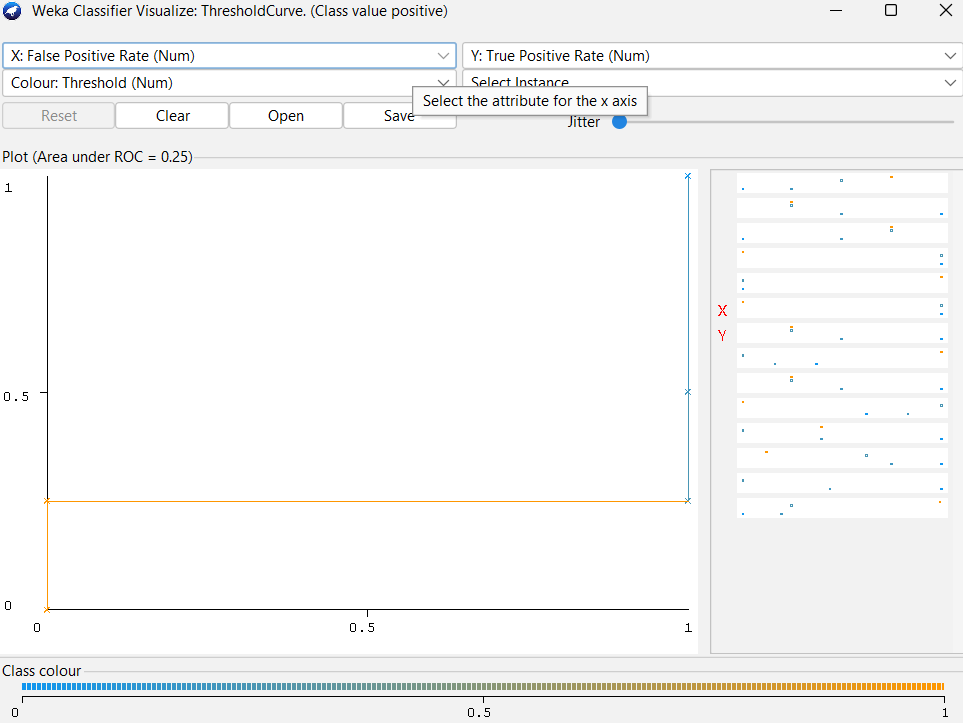 Weka Classifier Visualize: ThresholdCurve. (Class value positive)
X: False Positive Rate (Num)
Y: True Positive Rate (Num)
Colour: Threshold (Num)
Select Instance
Select the attribute for the x axis
Reset
Clear
Open
Save
Jitter
Plot (Area under ROC = 0.25)
1
0.5
0
0
0.5
1
X
Y
Class colour
0
0.5
1